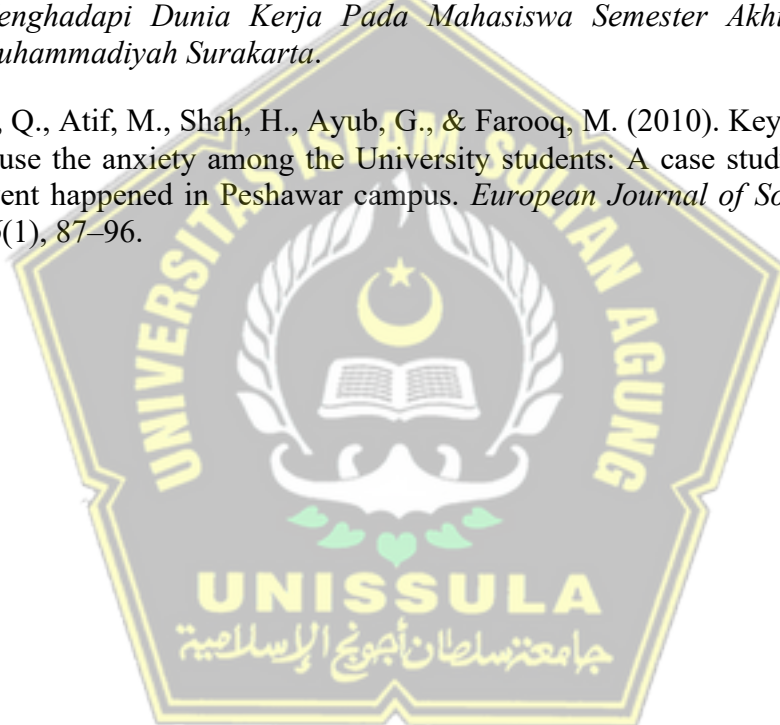 enghadapi Dunia Kerja Pada Mahasiswa Semester Akhi
uhammadiyah Surakarta.
, Q., Atif, M., Shah, H., Ayub, G., & Farooq, M. (2010). Key
use the anxiety among the University students: A case stud
ent happened in Peshawar campus. European Journal of So
(1), 87–96.
UNIVERSITAS ISLAM SULTAN AGUNG
UNISSULA
جامعة سلطان أجونج الإسلامية